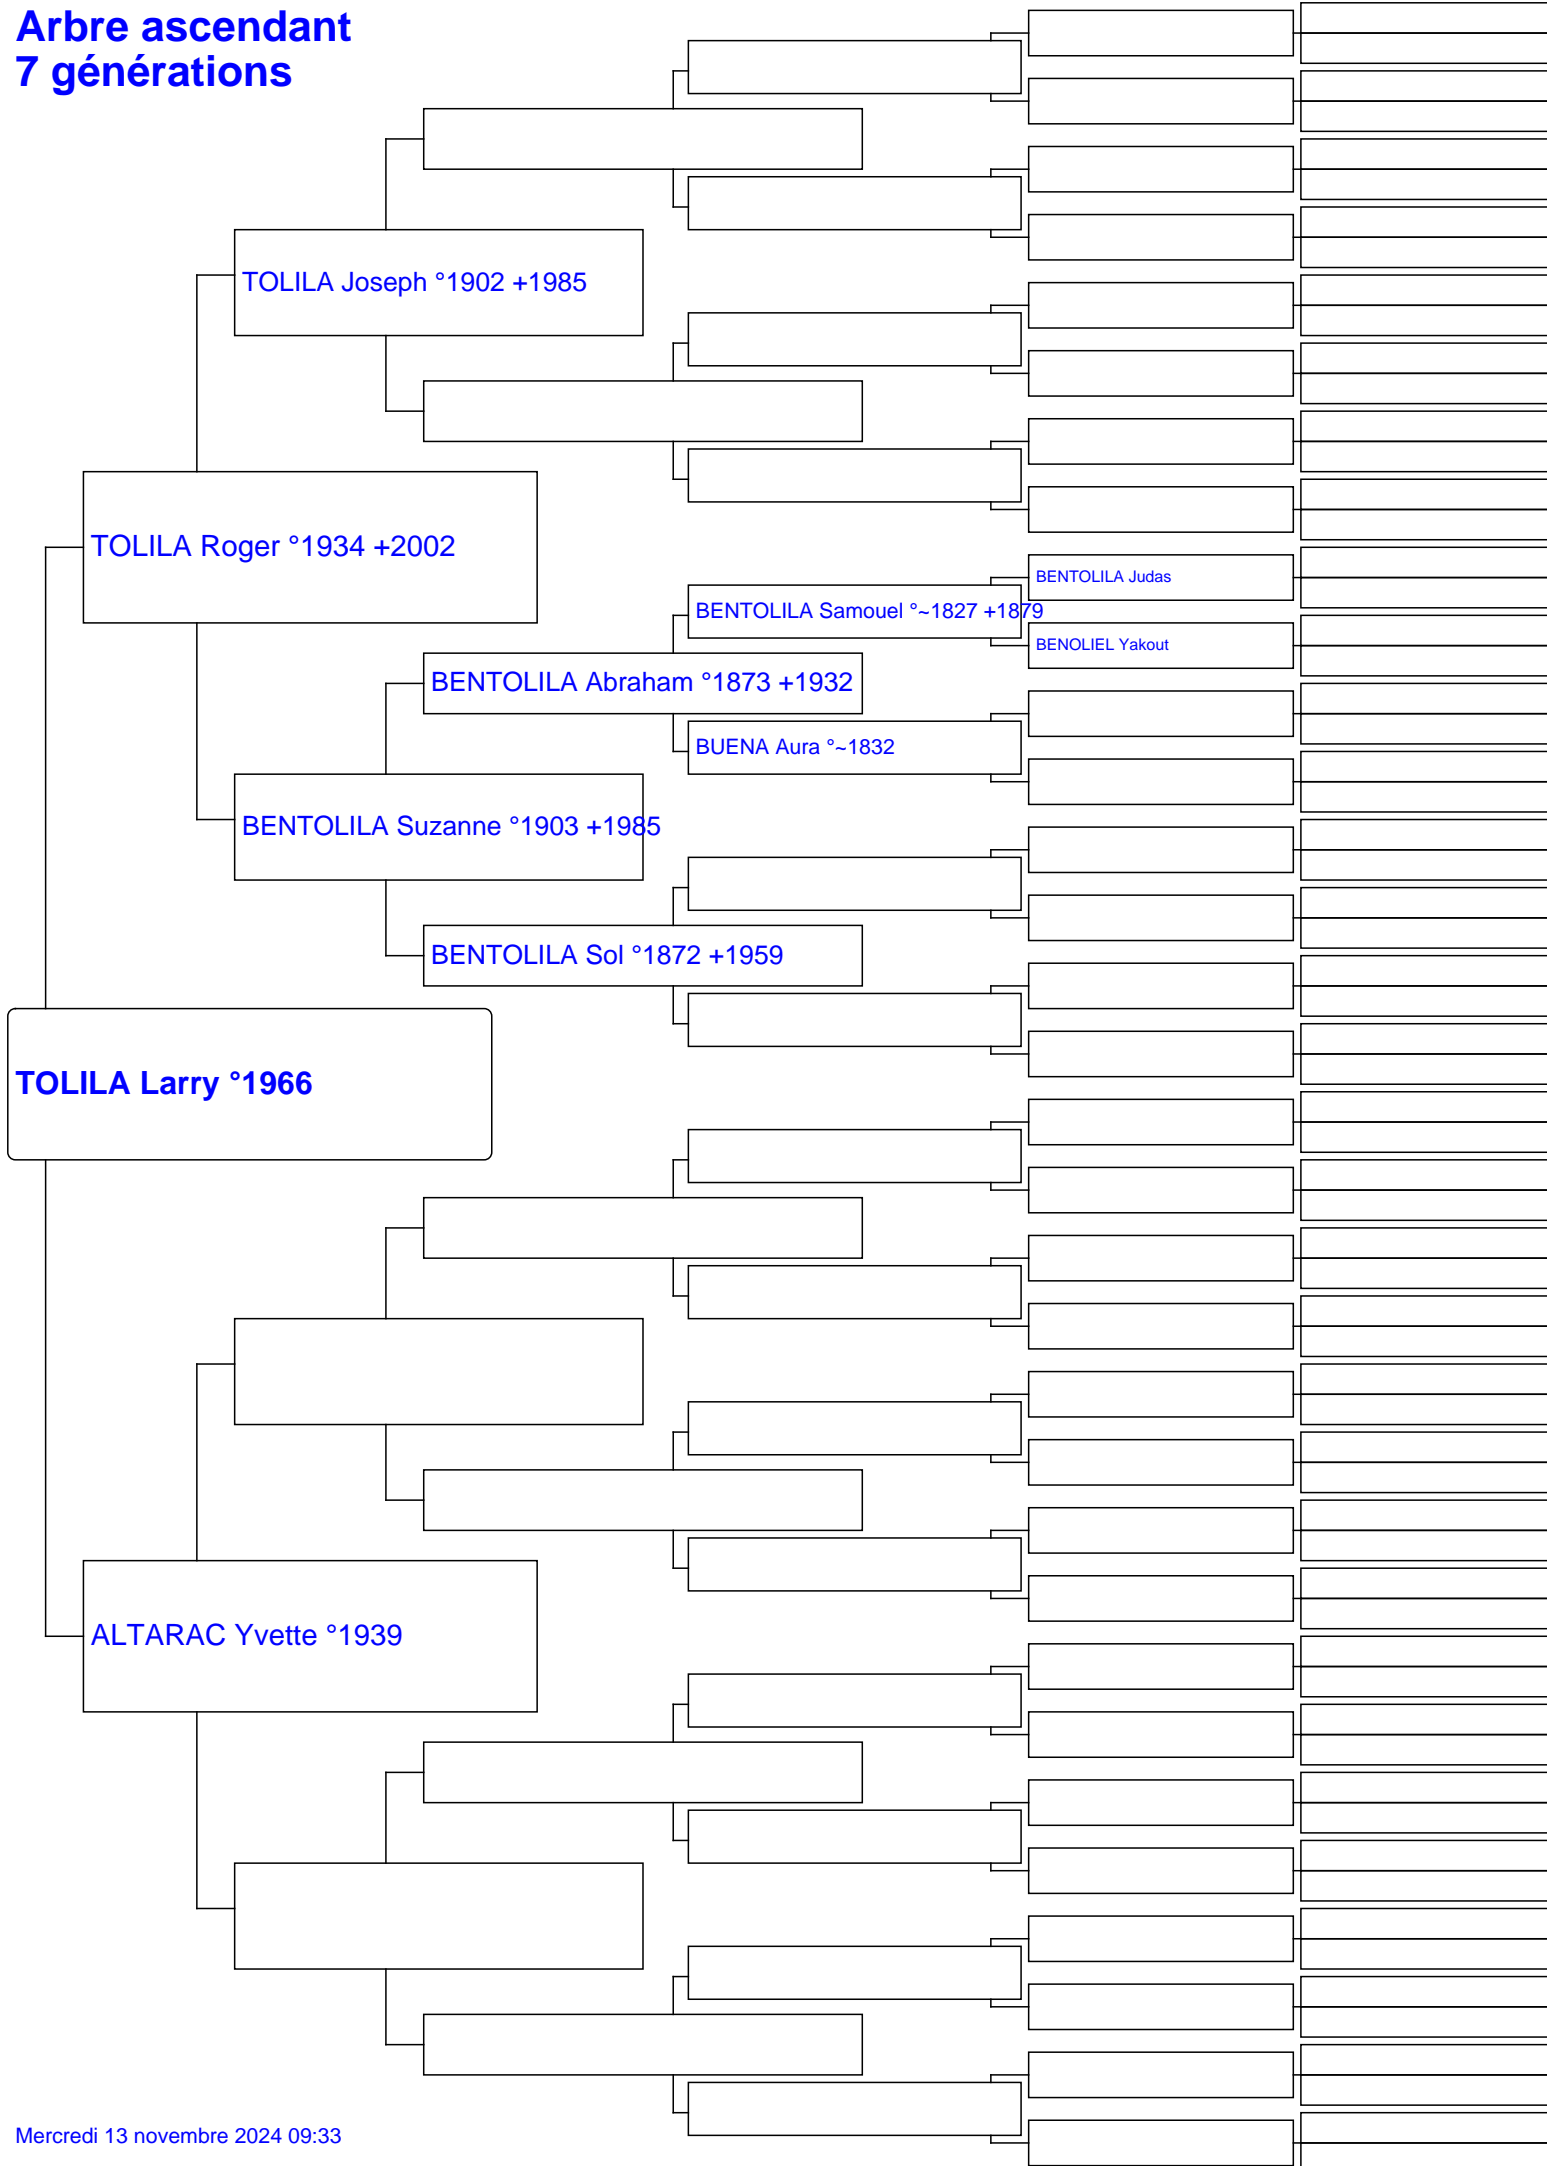 Arbre ascendant
7 générations
TOLILA Joseph °1902 +1985
TOLILA Roger °1934 +2002
BENTOLILA Judas
BENTOLILA Samouel °~1827 +1879
BENOLIEL Yakout
BENTOLILA Abraham °1873 +1932
BUENA Aura °~1832
BENTOLILA Suzanne °1903 +1985
BENTOLILA Sol °1872 +1959
TOLILA Larry °1966
ALTARAC Yvette °1939
Mercredi 13 novembre 2024 09:33